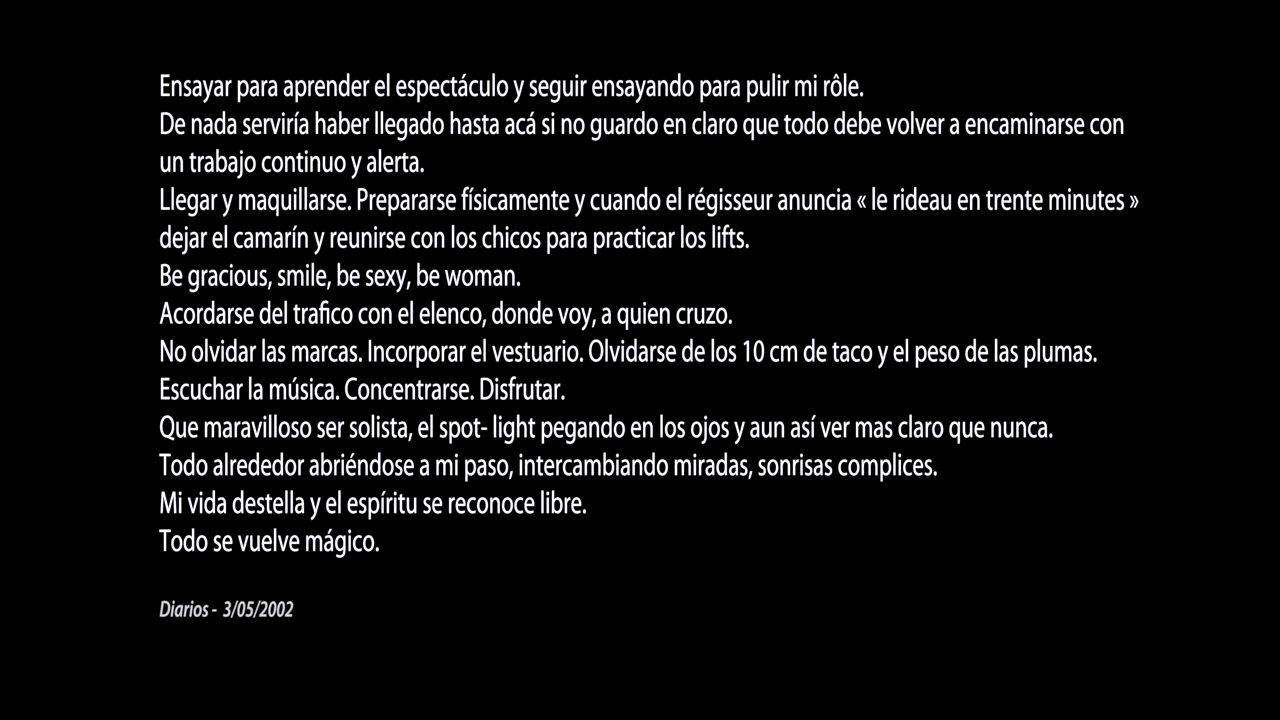 Ensayar para aprender el espectáculo y seguir ensayando para pulir mi rôle.
De nada serviría haber llegado hasta acá si no guardo en claro que todo debe volver a encaminarse con
un trabajo continuo y alerta.
Llegar y maquillarse. Prepararse físicamente y cuando el régisseur anuncia « le rideau en trente minutes »
dejar el camarín y reunirse con los chicos para practicar los lifts.
Be gracious, smile, be sexy, be woman.
Acordarse del trafico con el elenco, donde voy, a quien cruzo.
No olvidar las marcas. Incorporar el vestuario. Olvidarse de los 10 cm de taco y el peso de las plumas.
Escuchar la música. Concentrarse. Disfrutar.
Que maravilloso ser solista, el spot- light pegando en los ojos y aun así ver mas claro que nunca.
Todo alrededor abriéndose a mi paso, intercambiando miradas, sonrisas complices.
Mi vida destella y el espíritu se reconoce libre.
Todo se vuelve mágico.
Diarios - 3/05/2002